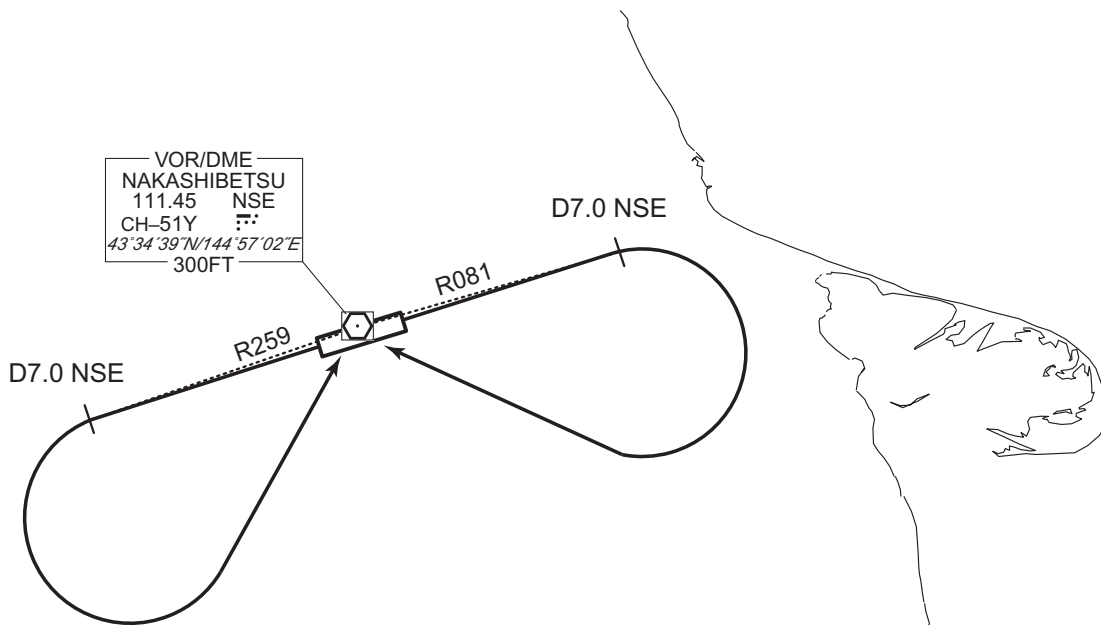 VOR/DME
NAKASHIBETSU
111.45 NSE
CH–51Y
43°34′39″N/144°57′02″E
300FT
D7.0 NSE
R081
R259
D7.0 NSE